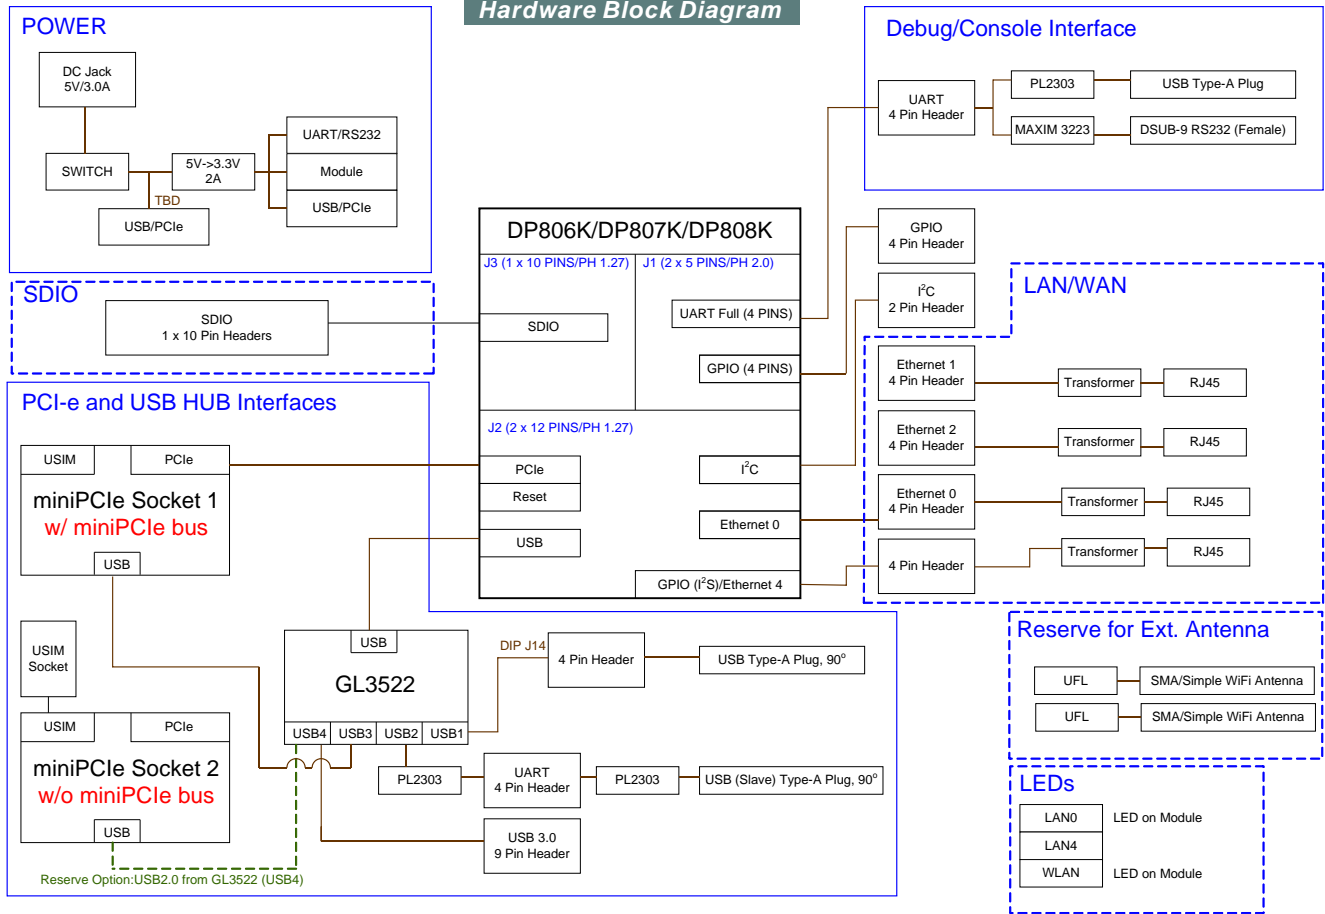 Hardware Block Diagram
POWER
DC Jack
5V/3.0A
SWITCH
5V->3.3V
2A
UART/RS232
Module
USB/PCIe
TBD
USB/PCIe
Debug/Console Interface
UART
4 Pin Header
PL2303
USB Type-A Plug
MAXIM 3223
DSUB-9 RS232 (Female)
SDIO
SDIO
1 x 10 Pin Headers
DP806K/DP807K/DP808K
J3 (1 x 10 PINS/PH 1.27)
J1 (2 x 5 PINS/PH 2.0)
SDIO
UART Full (4 PINS)
GPIO (4 PINS)
J2 (2 x 12 PINS/PH 1.27)
PCIe
Reset
USB
I²C
Ethernet 0
GPIO (I²S)/Ethernet 4
GPIO
4 Pin Header
I²C
2 Pin Header
LAN/WAN
Ethernet 1
4 Pin Header
Transformer
RJ45
Ethernet 2
4 Pin Header
Transformer
RJ45
Ethernet 0
4 Pin Header
Transformer
RJ45
4 Pin Header
Transformer
RJ45
PCI-e and USB HUB Interfaces
USIM
PCIe
miniPCIe Socket 1
w/ miniPCIe bus
USB
USIM
Socket
USIM
PCIe
miniPCIe Socket 2
w/o miniPCIe bus
USB
Reserve Option:USB2.0 from GL3522 (USB4)
USB
GL3522
USB4
USB3
USB2
USB1
DIP J14
4 Pin Header
USB Type-A Plug, 90°
PL2303
UART
4 Pin Header
PL2303
USB (Slave) Type-A Plug, 90°
USB 3.0
9 Pin Header
Reserve for Ext. Antenna
UFL
SMA/Simple WiFi Antenna
UFL
SMA/Simple WiFi Antenna
LEDs
LAN0
LED on Module
LAN4
WLAN
LED on Module